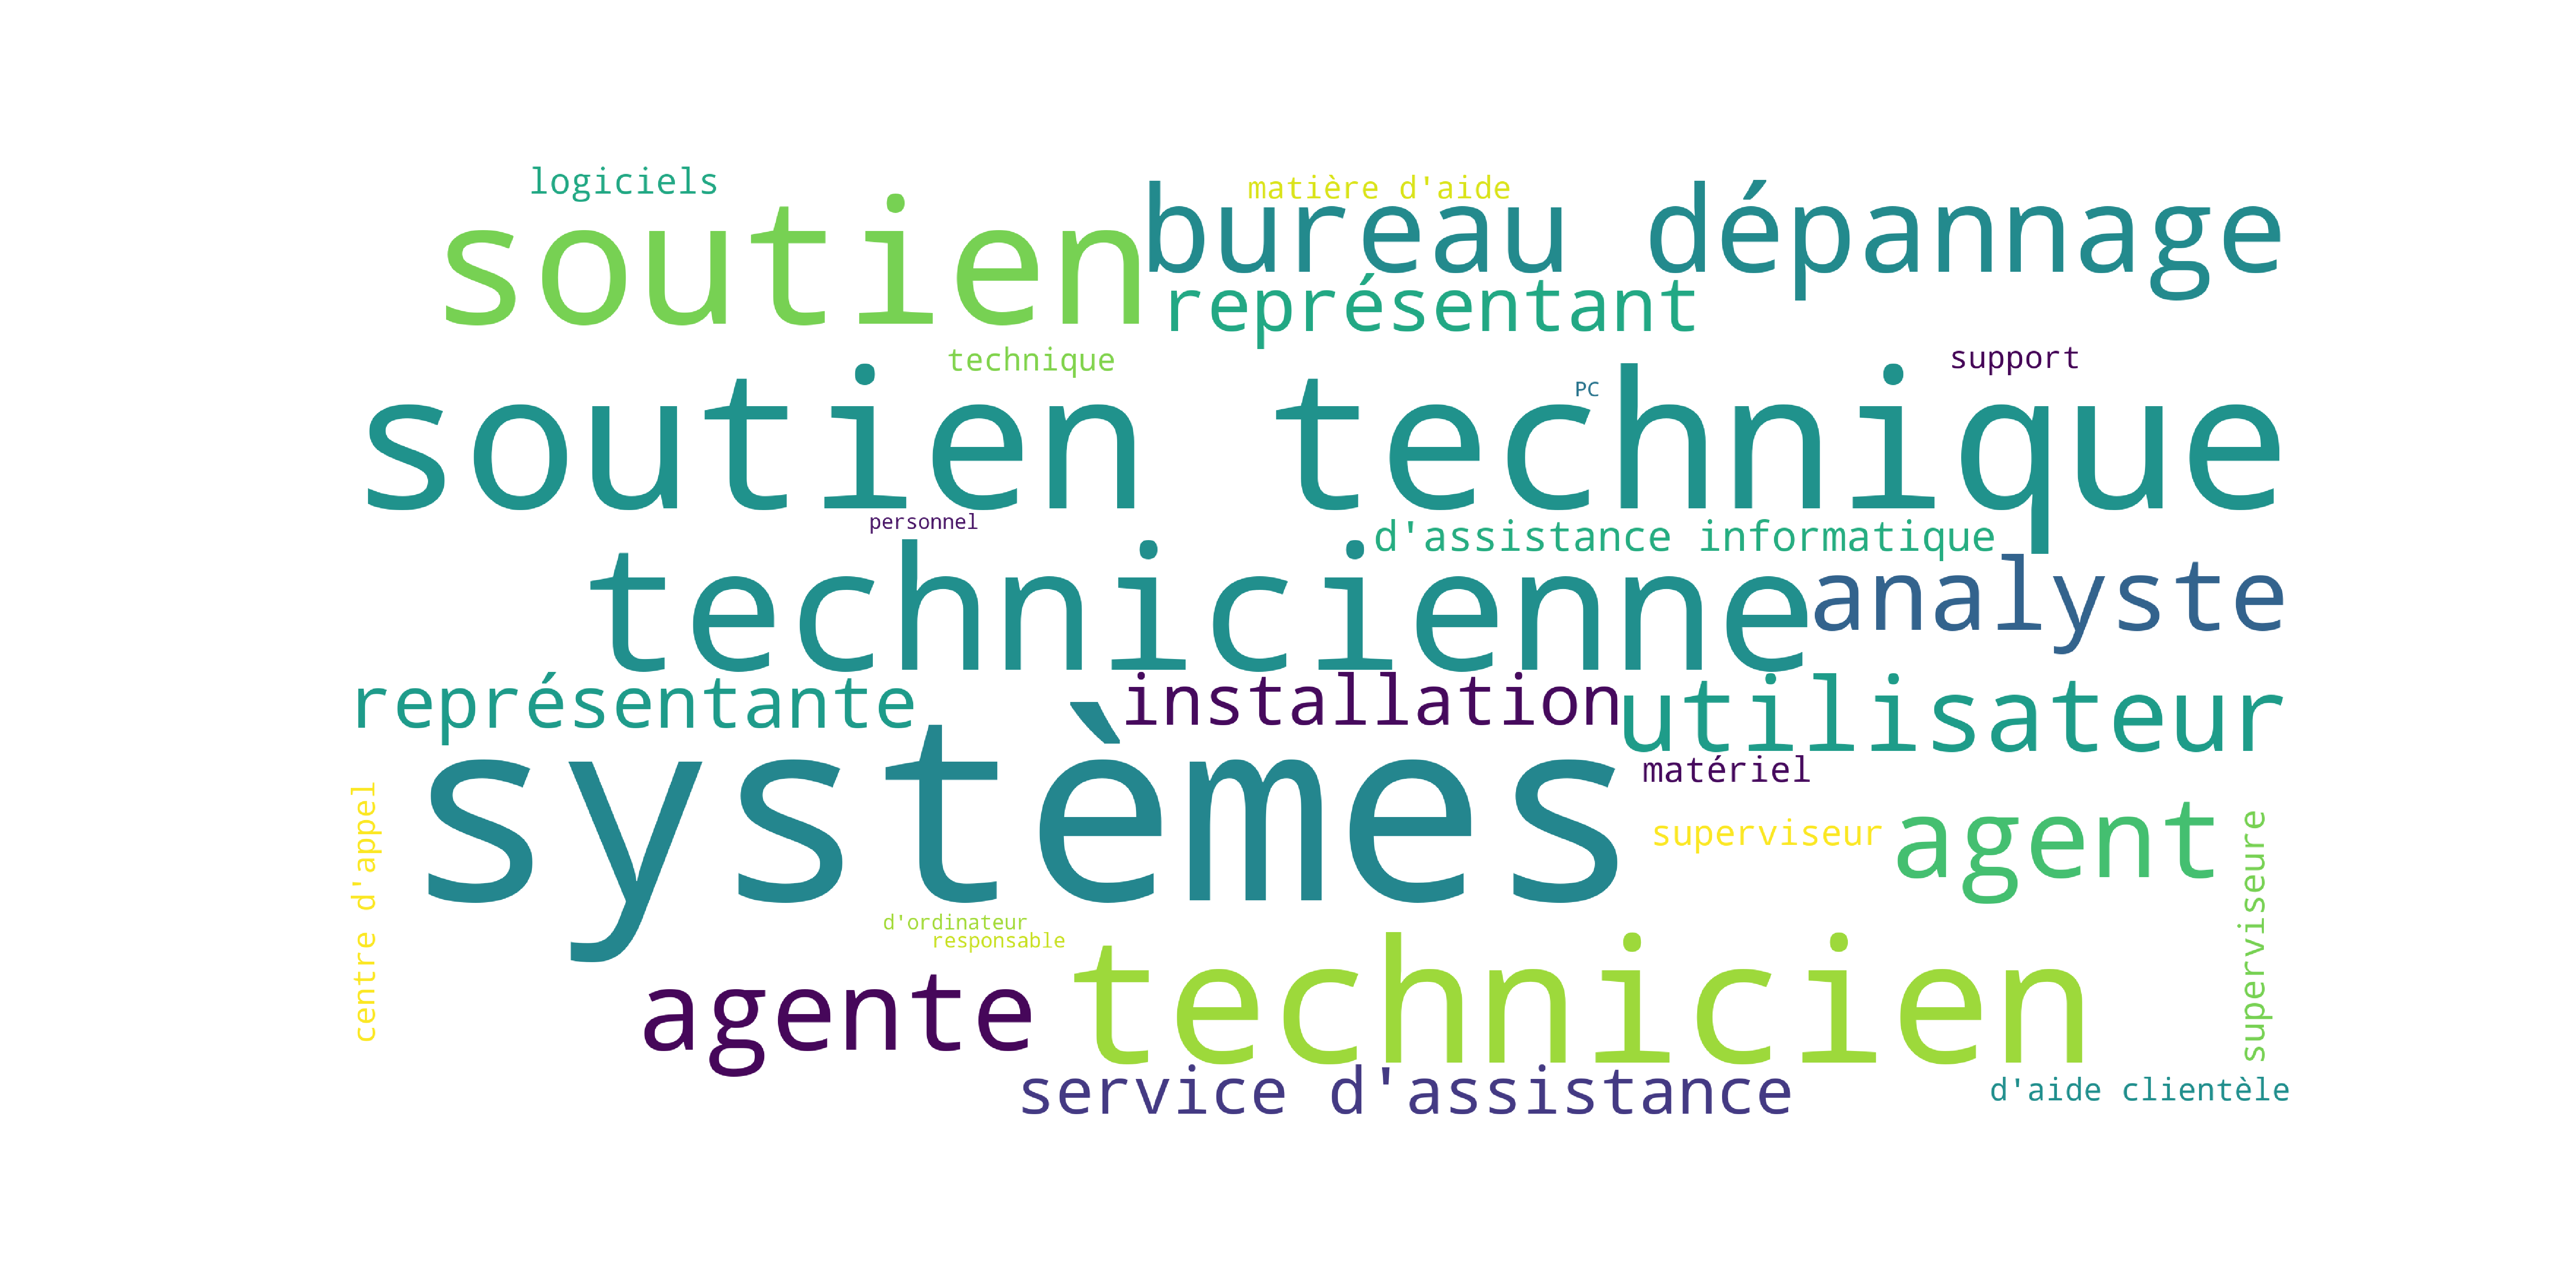 logiciels
matière d'aide
soutien
bureau dépannage
représentant
technique
support
PC
soutien technique
personnel
d'assistance informatique
technicienne
analyste
représentante
installation
utilisateur
systèmes
matériel
superviseur
agent
centre d'appel
superviseure
d'ordinateur
responsable
agente
technicien
service d'assistance
d'aide clientèle